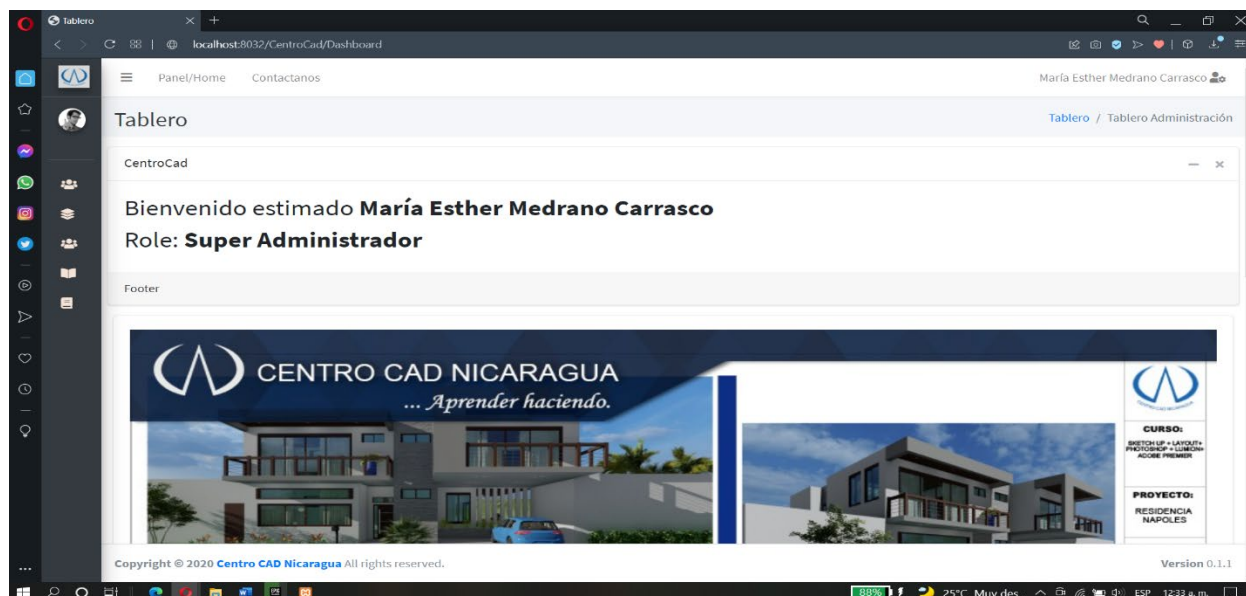 Tablero
localhost:8032/CentroCad/Dashboard
Panel/Home Contactanos
María Esther Medrano Carrasco
Tablero
Tablero / Tablero Administración
CentroCad
Bienvenido estimado María Esther Medrano Carrasco
Role: Super Administrador
Footer
CENTRO CAD NICARAGUA
... Aprender haciendo.
CURSO:
SKETCH UP + LAYOUT+
PHOTOSHOP + LUMION+
ADOBE PREMIER
PROYECTO:
RESIDENCIA
NAPOLES
Copyright © 2020 Centro CAD Nicaragua All rights reserved.
Version 0.1.1
88% 25°C Muy des. ESP 12:33 a. m.